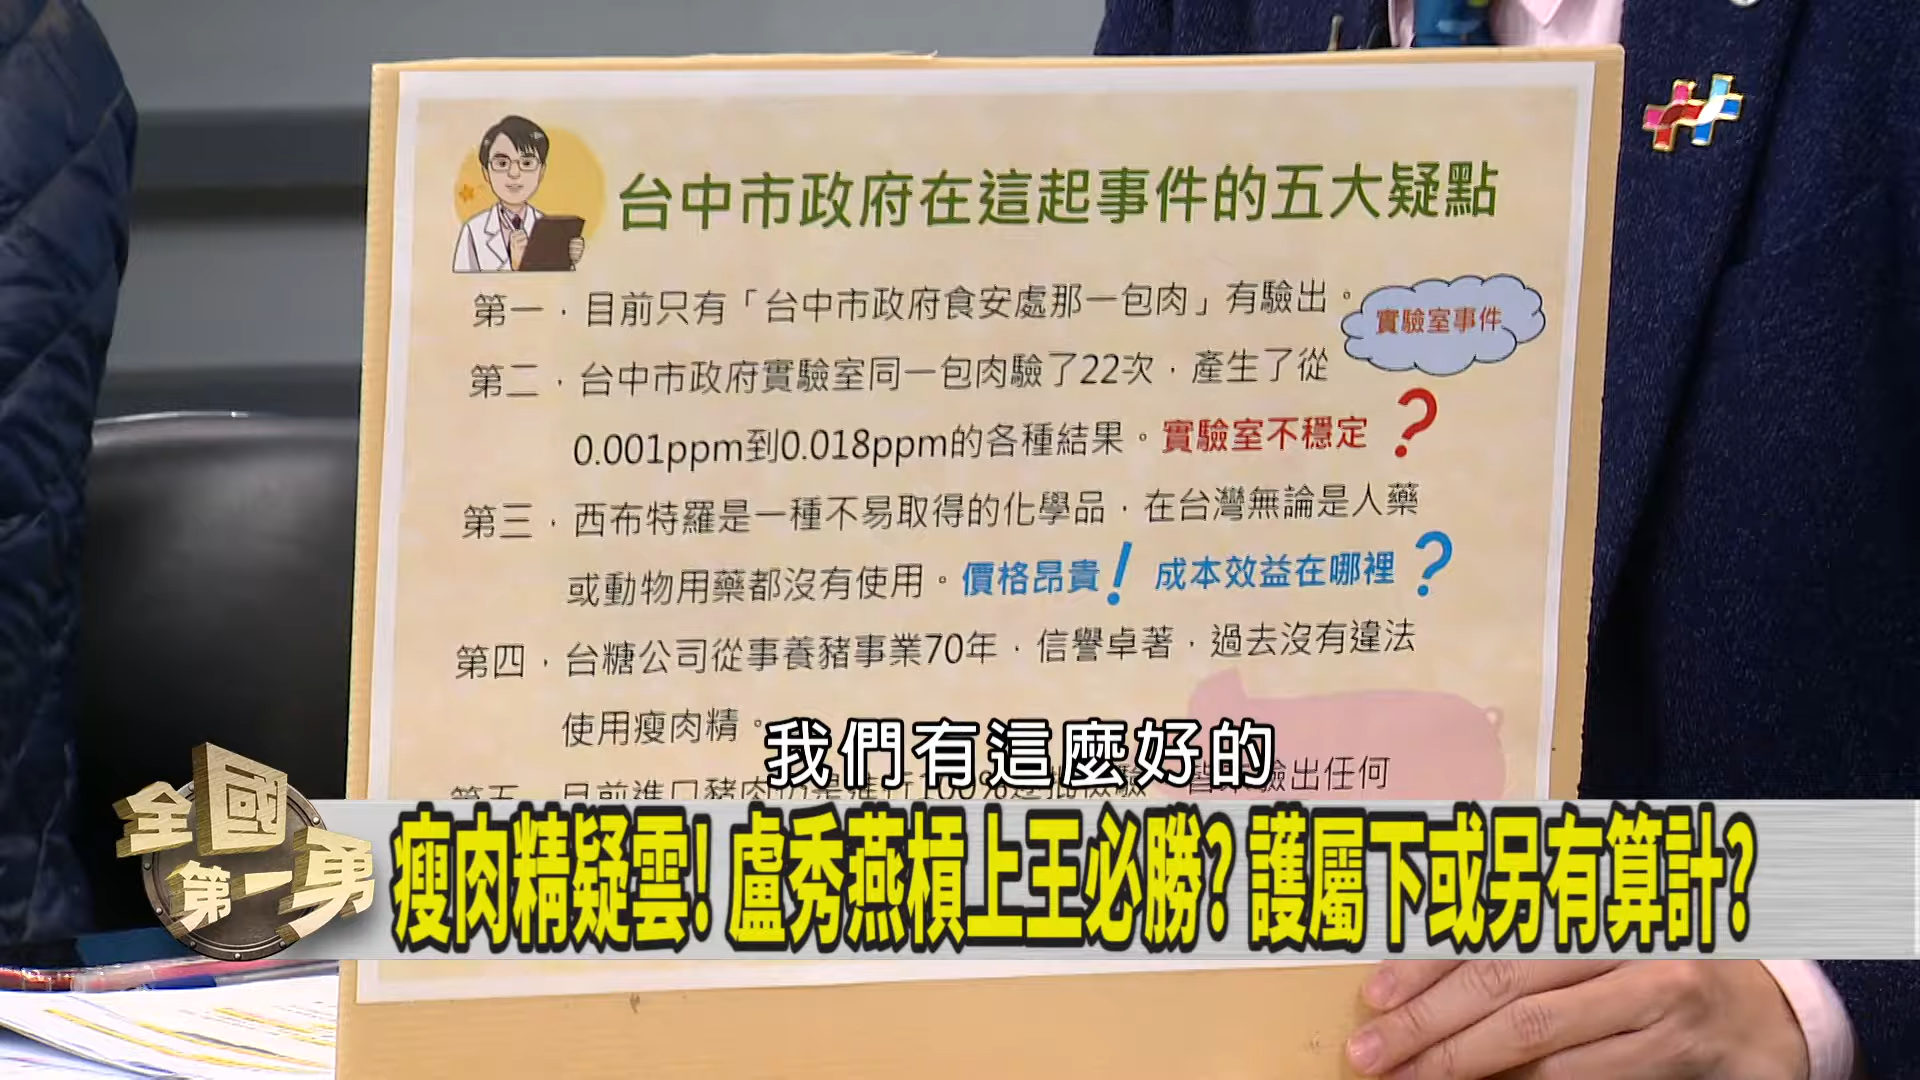 台中市政府在這起事件的五大疑點
第一，目前只有「台中市政府食安處那一包肉」有驗出。
實驗室事件
第二，台中市政府實驗室同一包肉驗了22次，產生了從
0.001ppm到0.018ppm的各種結果。實驗室不穩定？
第三，西布特羅是一種不易取得的化學品，在台灣無論是人藥
或動物用藥都沒有使用。價格昂貴！成本效益在哪裡？
第四，台糖公司從事養豬事業70年，信譽卓著，過去沒有違法
使用瘦肉精。
第五，目前進口豬肉
驗出任何
我們有這麼好的
全國第一勇
瘦肉精疑雲!盧秀燕槓上王必勝?護屬下或另有算計?